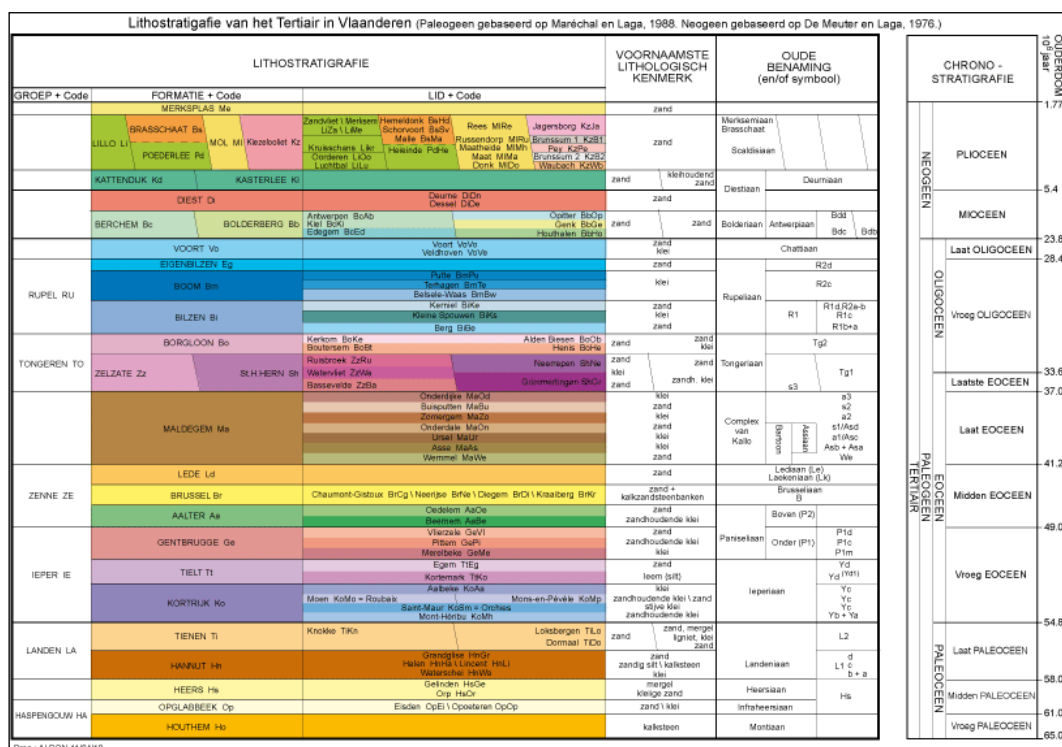 Lithostratigafie van het Tertiair in Vlaanderen (Paleogeen gebaseerd op Maréchal en Laga, 1988. Neogeen gebaseerd op De Meuter en Laga, 1976.)
LITHOSTRATIGRAFIE
VOORNAAMSTE LITHOLOGISCH KENMERK
OUDE BENAMING (en/of symbool)
CHRONO - STRATIGRAFIE
OUDERDOM 10⁶ jaar
GROEP + Code FORMATIE + Code LID + Code
MERKSPLAS Me zand 1.77
LILLO Li BRASSCHAAT Bs POEDERLEE Pd MOL Ml Kiezelooliet Kz
Zandvliet \ Merksem
LiZa \ LiMe
Kruisschans LiKr
Oorderen LiOo
Luchtbal LiLu
Hemeldonk BsHd
Schorvoort BsSv
Malle BsMa
Heieinde PdHe
Rees MlRe
Russendorp MlRu
Maatheide MlMh
Maat MlMa
Donk MlDo
Jagersborg KzJa
Brunssum 1 KzB1
Pey KzPe
Brunssum 2 KzB2
Waubach KzWb
zand
Merksemiaan
Brasschaat
Scaldisiaan
NEOGEEN
PLIOCEEN
KATTENDIJK Kd KASTERLEE Kl zand kleihoudend zand Diestiaan Deurniaan
5.4
DIEST Di
Deurne DiDn
Dessel DiDe
zand
MIOCEEN
BERCHEM Bc BOLDERBERG Bb
Antwerpen BcAb Opitter BbOp
Kiel BcKi Genk BbGe
Edegem BcEd Houthalen BbHo
zand zand Bolderiaan Antwerpiaan Bdd Bdc Bdb
23.8
RUPEL RU
VOORT Vo
Voort VoVo
Veldhoven VoVe
zand
klei
Chattiaan
Laat OLIGOCEEN
28.4
EIGENBILZEN Eg zand R2d
BOOM Bm
Putte BmPu
Terhagen BmTe
Belsele-Waas BmBw
klei
R2c
Rupeliaan
OLIGOCEEN
Vroeg OLIGOCEEN
BILZEN Bi
Kerniel BiKe zand R1d,R2a-b
Kleine Spouwen BiKs klei R1 R1c
Berg BiBe zand R1b+a
TONGEREN TO
BORGLOON Bo
Kerkom BoKe Alden Biesen BoOb
Boutersem BoBt Henis BoHe
zand zand
klei
Tg2
ZELZATE Zz St.H.HERN Sh
Ruisbroek ZzRu Neerrepen ShNe
Watervliet ZzWa
Bassevelde ZzBa Grimmertingen ShGr
zand zand
klei zandh. klei
zand
Tongeriaan
Tg1
s3
33.6
Laatste EOCEEN
37.0
MALDEGEM Ma
Onderdijke MaOd klei a3
Buisputten MaBu zand s2
Zomergem MaZo klei a2
Onderdale MaOn zand s1/Asd
Ursel MaUr klei a1/Asc
Asse MaAs klei Asb + Asa
Wemmel MaWe zand We
Complex van Kallo
Bartoon
Assiaan
Laat EOCEEN
41.2
ZENNE ZE
LEDE Ld zand Lediaan (Le)
Laekeniaan (Lk)
BRUSSEL Br Chaumont-Gistoux BrCg \ Neerijse BrNe \ Diegem BrDi \ Kraaiberg BrKr
zand + kalkzandsteenbanken
Brusseliaan
B
TERTIAIR
PALEOGEEN
EOCEEN
Midden EOCEEN
AALTER Aa
Oedelem AaOe zand
Beernem AaBe zandhoudende klei
Boven (P2)
49.0
IEPER IE
GENTBRUGGE Ge
Vlierzele GeVl zand P1d
Pittem GePi zandhoudende klei P1c
Merelbeke GeMe klei P1m
Paniseliaan
Onder (P1)
TIELT Tt
Egem TtEg zand Yd
Kortemark TtKo leem (silt) Yd (Yd1)
Vroeg EOCEEN
KORTRIJK Ko
Aalbeke KoAa klei Yc
Moen KoMo = Roubaix Mons-en-Pévèle KoMp zandhoudende klei \ zand Yc
Saint-Maur KoSm = Orchies stijve klei Yc
Mont-Héribu KoMh zandhoudende klei Yb + Ya
Ieperiaan
54.8
LANDEN LA
TIENEN Ti
Knokke TiKn Loksbergen TiLo
Dormaal TiDo
zand zand, mergel
ligniet, klei
zand
L2
PALEOCEEN
Laat PALEOCEEN
HANNUT Hn
Grandglise HnGr zand
Halen HnHa \ Lincent HnLi zandig silt \ kalksteen
Waterschei HnWa klei
Landeniaan
d
L1 c
b + a
58.0
HASPENGOUW HA
HEERS Hs
Gelinden HsGe mergel
Orp HsOr kleiige zand
Heersiaan
Hs
Midden PALEOCEEN
OPGLABBEEK Op Eisden OpEi \ Opoeteren OpOp zand \ klei Infraheersiaan
61.0
HOUTHEM Ho kalksteen Montiaan
Vroeg PALEOCEEN
65.0